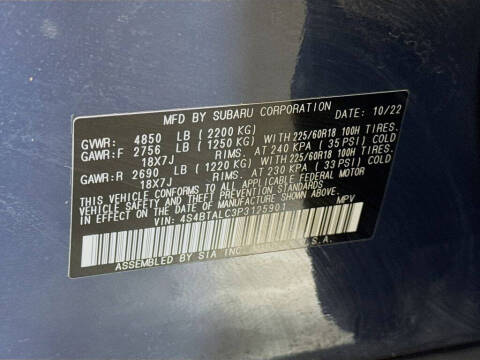 MFD BY SUBARU CORPORATION DATE: 10/22
GVWR: 4850 LB (2200 KG)
GAWR:F 2756 LB (1250 KG) WITH 225/60R18 100H TIRES.
18X7J RIMS. AT 240 KPA (35 PSI) COLD
GAWR:R 2690 LB (1220 KG) WITH 225/60R18 100H TIRES.
18X7J RIMS. AT 230 KPA (33 PSI) COLD
THIS VEHICLE CONFORMS TO ALL APPLICABLE FEDERAL MOTOR
VEHICLE SAFETY STANDARDS IN EFFECT ON THE DATE OF
MANUFACTURE SHOWN ABOVE.
VIN: 4S4BTALC3P3125901 MPV
ASSEMBLED BY SIA INC. U.S.A.